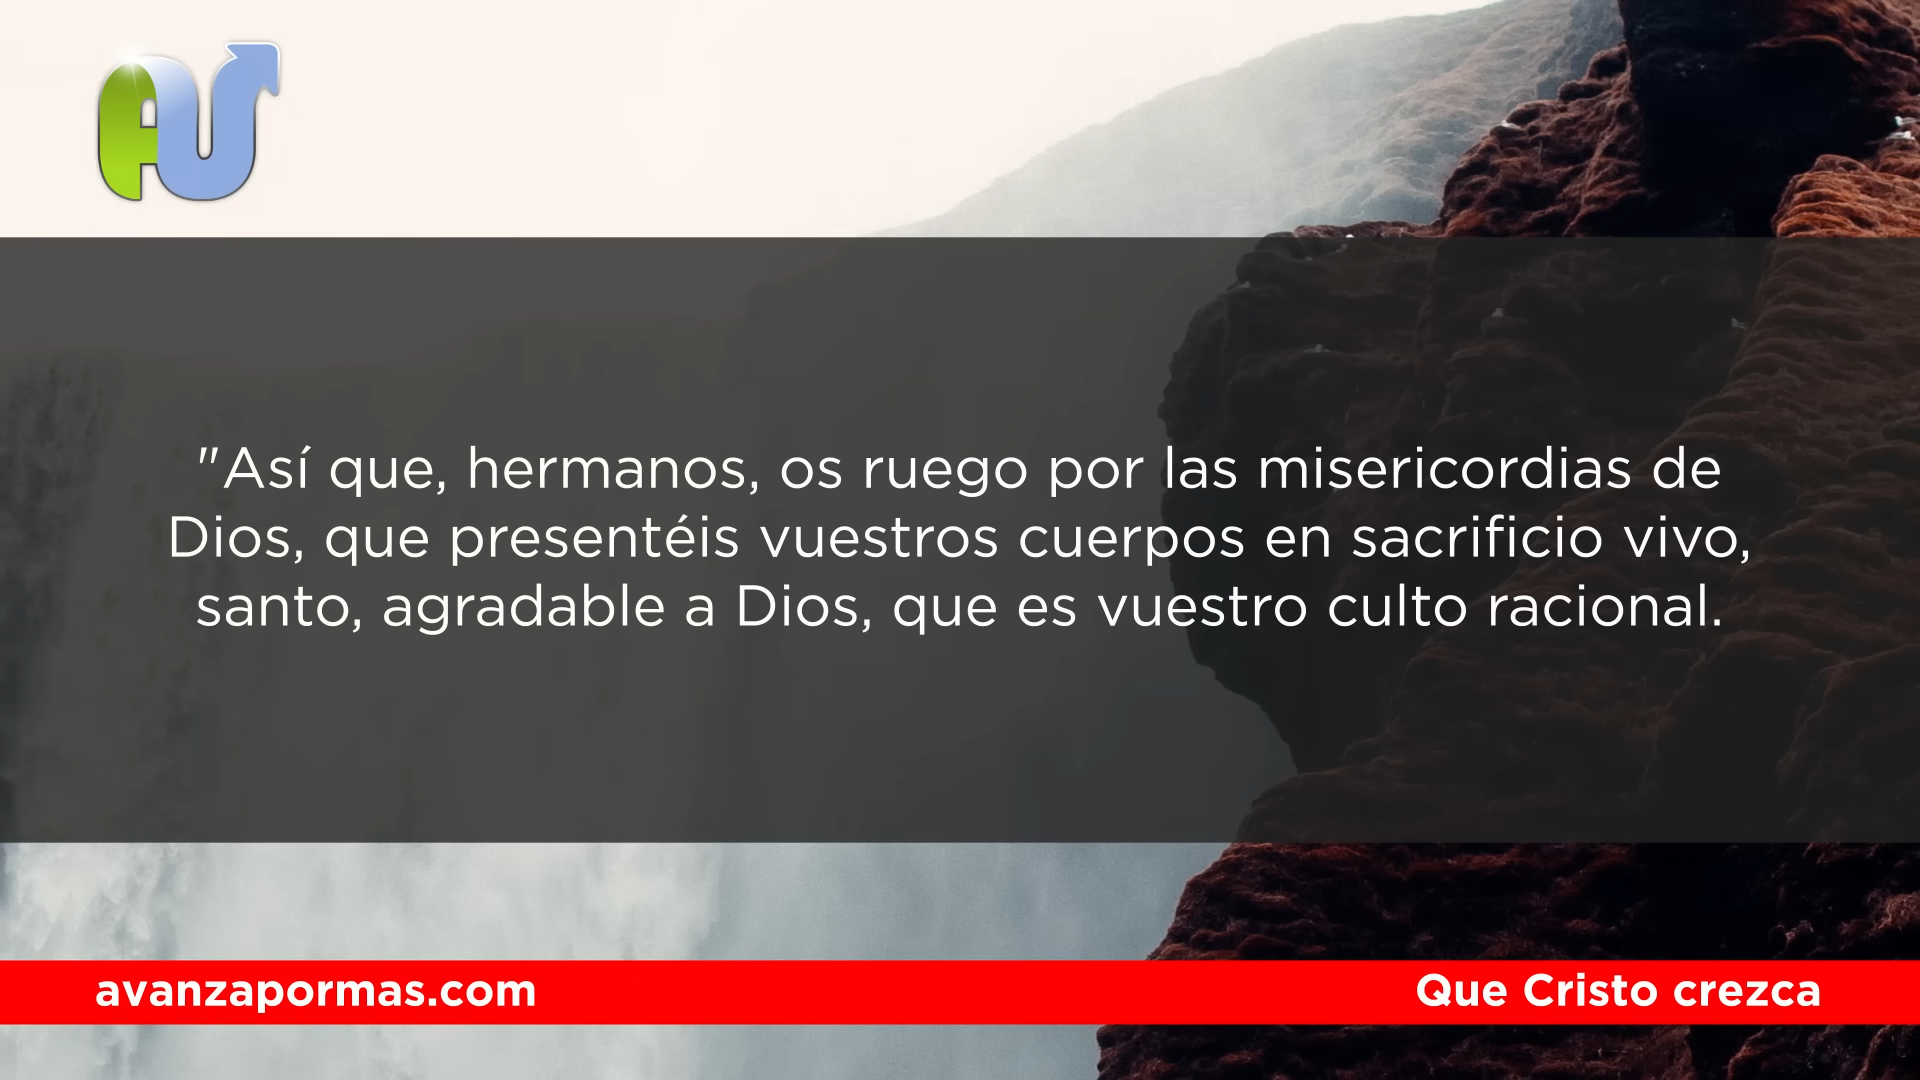 "Así que, hermanos, os ruego por las misericordias de
Dios, que presentéis vuestros cuerpos en sacrificio vivo,
santo, agradable a Dios, que es vuestro culto racional.
avanzapormas.com
Que Cristo crezca